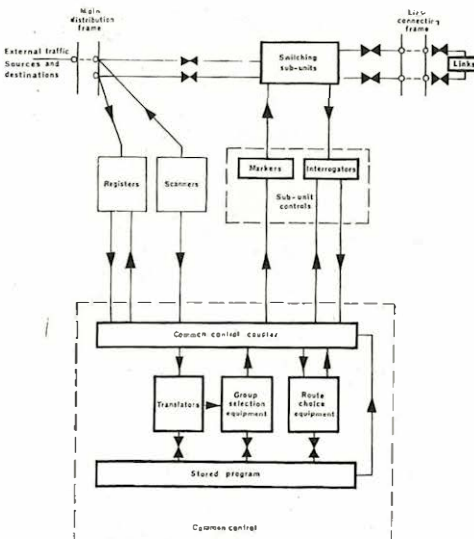 Main
distribution
frame
Link
connecting
frame
External traffic
Sources and
destinations
Switching
sub-units
Links
Registers
Scanners
Markers
Interrogators
Sub-unit
controls
Common control coupler
Translators
Group
selection
equipment
Route
choice
equipment
Stored program
Common control